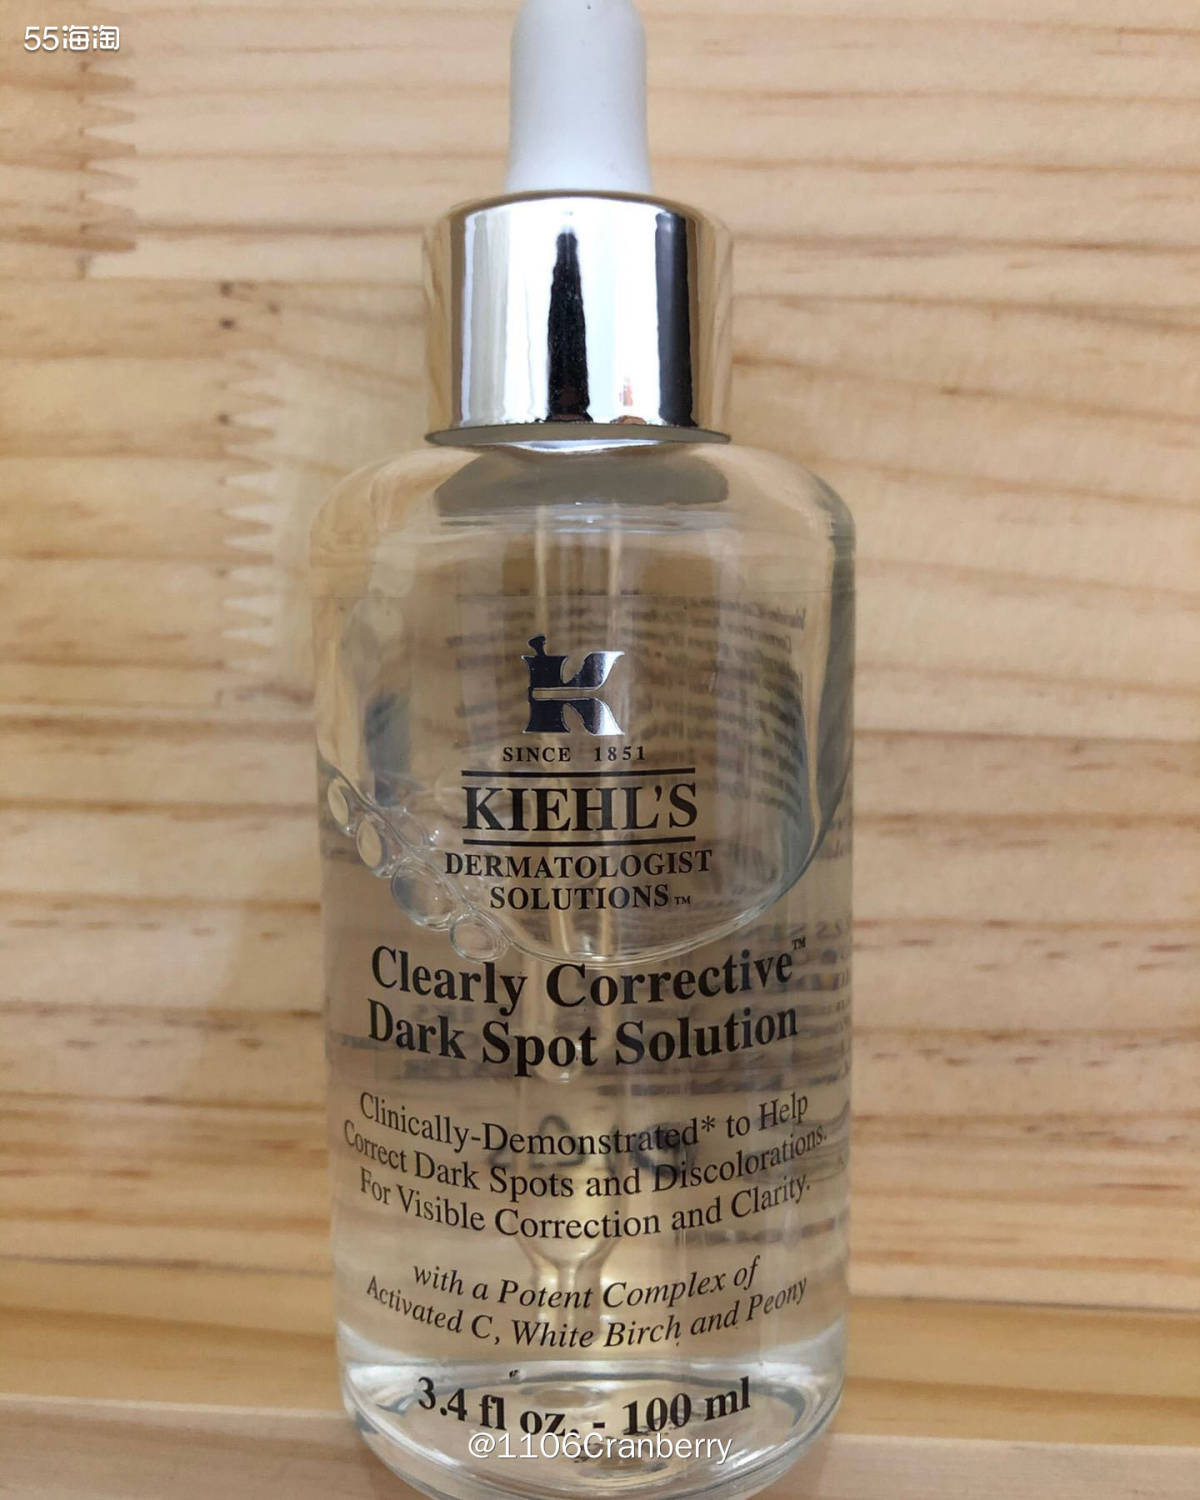 55海淘
SINCE 1851
KIEHL'S
DERMATOLOGIST
SOLUTIONS™
Clearly Corrective™
Dark Spot Solution
Clinically-Demonstrated* to Help
Correct Dark Spots and Discolorations.
For Visible Correction and Clarity.
with a Potent Complex of
Activated C, White Birch and Peony
3.4 fl oz. - 100 ml
@1106Cranberry